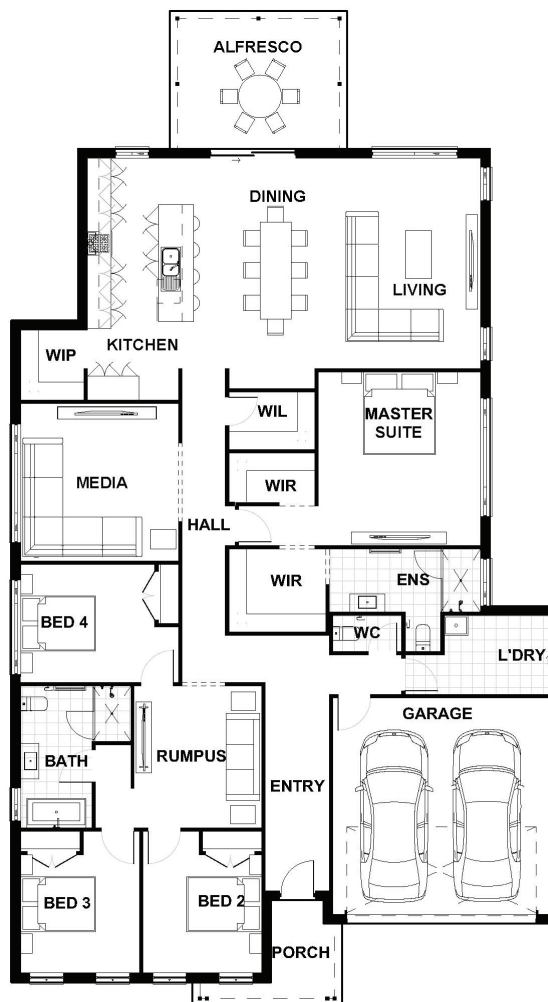 ALFRESCO
DINING
LIVING
KITCHEN
WIP
WIL
MASTER
SUITE
MEDIA
WIR
HALL
WIR
ENS
BED 4
WC
L'DRY
GARAGE
BATH
RUMPUS
ENTRY
BED 3
BED 2
PORCH